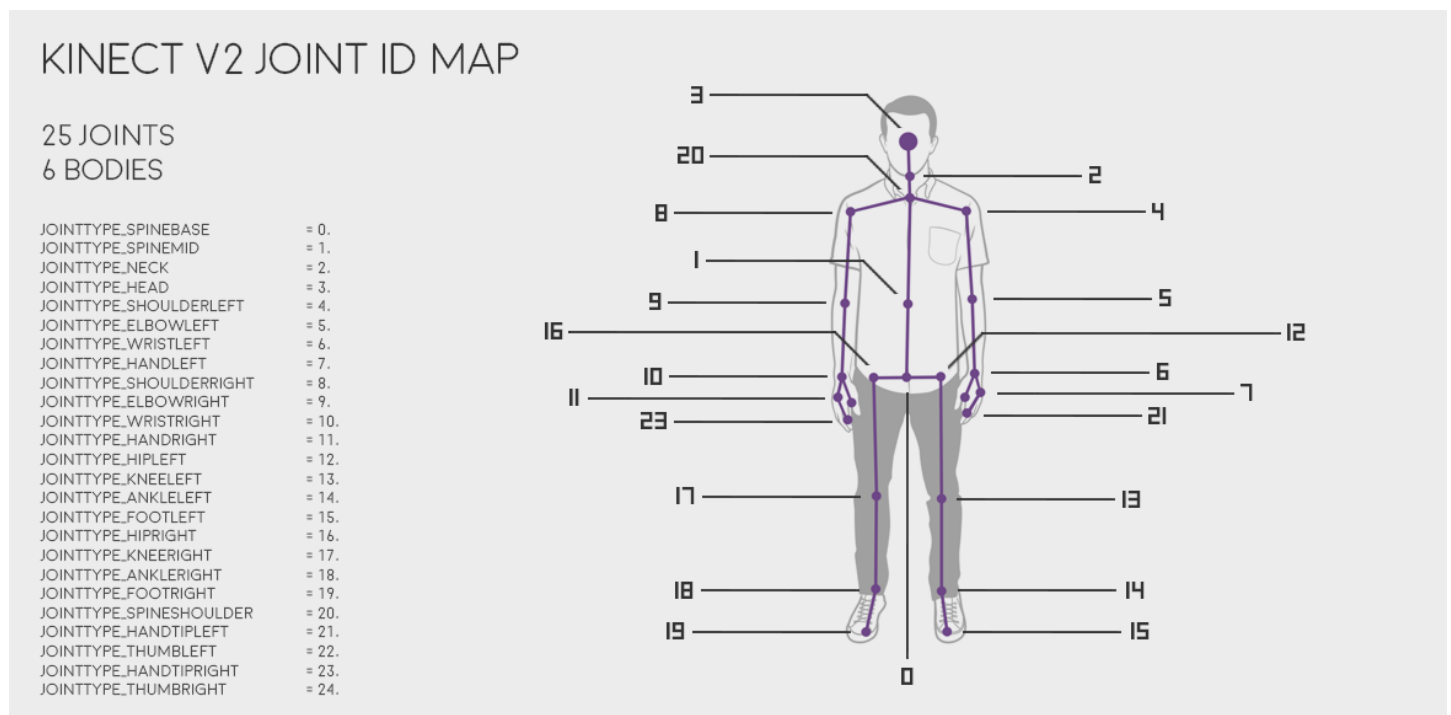 KINECT V2 JOINT ID MAP
25 JOINTS
6 BODIES
JOINTTYPE_SPINEBASE = 0.
JOINTTYPE_SPINEMID = 1.
JOINTTYPE_NECK = 2.
JOINTTYPE_HEAD = 3.
JOINTTYPE_SHOULDERLEFT = 4.
JOINTTYPE_ELBOWLEFT = 5.
JOINTTYPE_WRISTLEFT = 6.
JOINTTYPE_HANDLEFT = 7.
JOINTTYPE_SHOULDERRIGHT = 8.
JOINTTYPE_ELBOWRIGHT = 9.
JOINTTYPE_WRISTRIGHT = 10.
JOINTTYPE_HANDRIGHT = 11.
JOINTTYPE_HIPLEFT = 12.
JOINTTYPE_KNEELEFT = 13.
JOINTTYPE_ANKLELEFT = 14.
JOINTTYPE_FOOTLEFT = 15.
JOINTTYPE_HIPRIGHT = 16.
JOINTTYPE_KNEERIGHT = 17.
JOINTTYPE_ANKLERIGHT = 18.
JOINTTYPE_FOOTRIGHT = 19.
JOINTTYPE_SPINESHOULDER = 20.
JOINTTYPE_HANDTIPLEFT = 21.
JOINTTYPE_THUMBLEFT = 22.
JOINTTYPE_HANDTIPRIGHT = 23.
JOINTTYPE_THUMBRIGHT = 24.
3
20
2
8
4
1
9
5
16
12
10
6
11
7
23
21
17
13
18
14
19
15
0